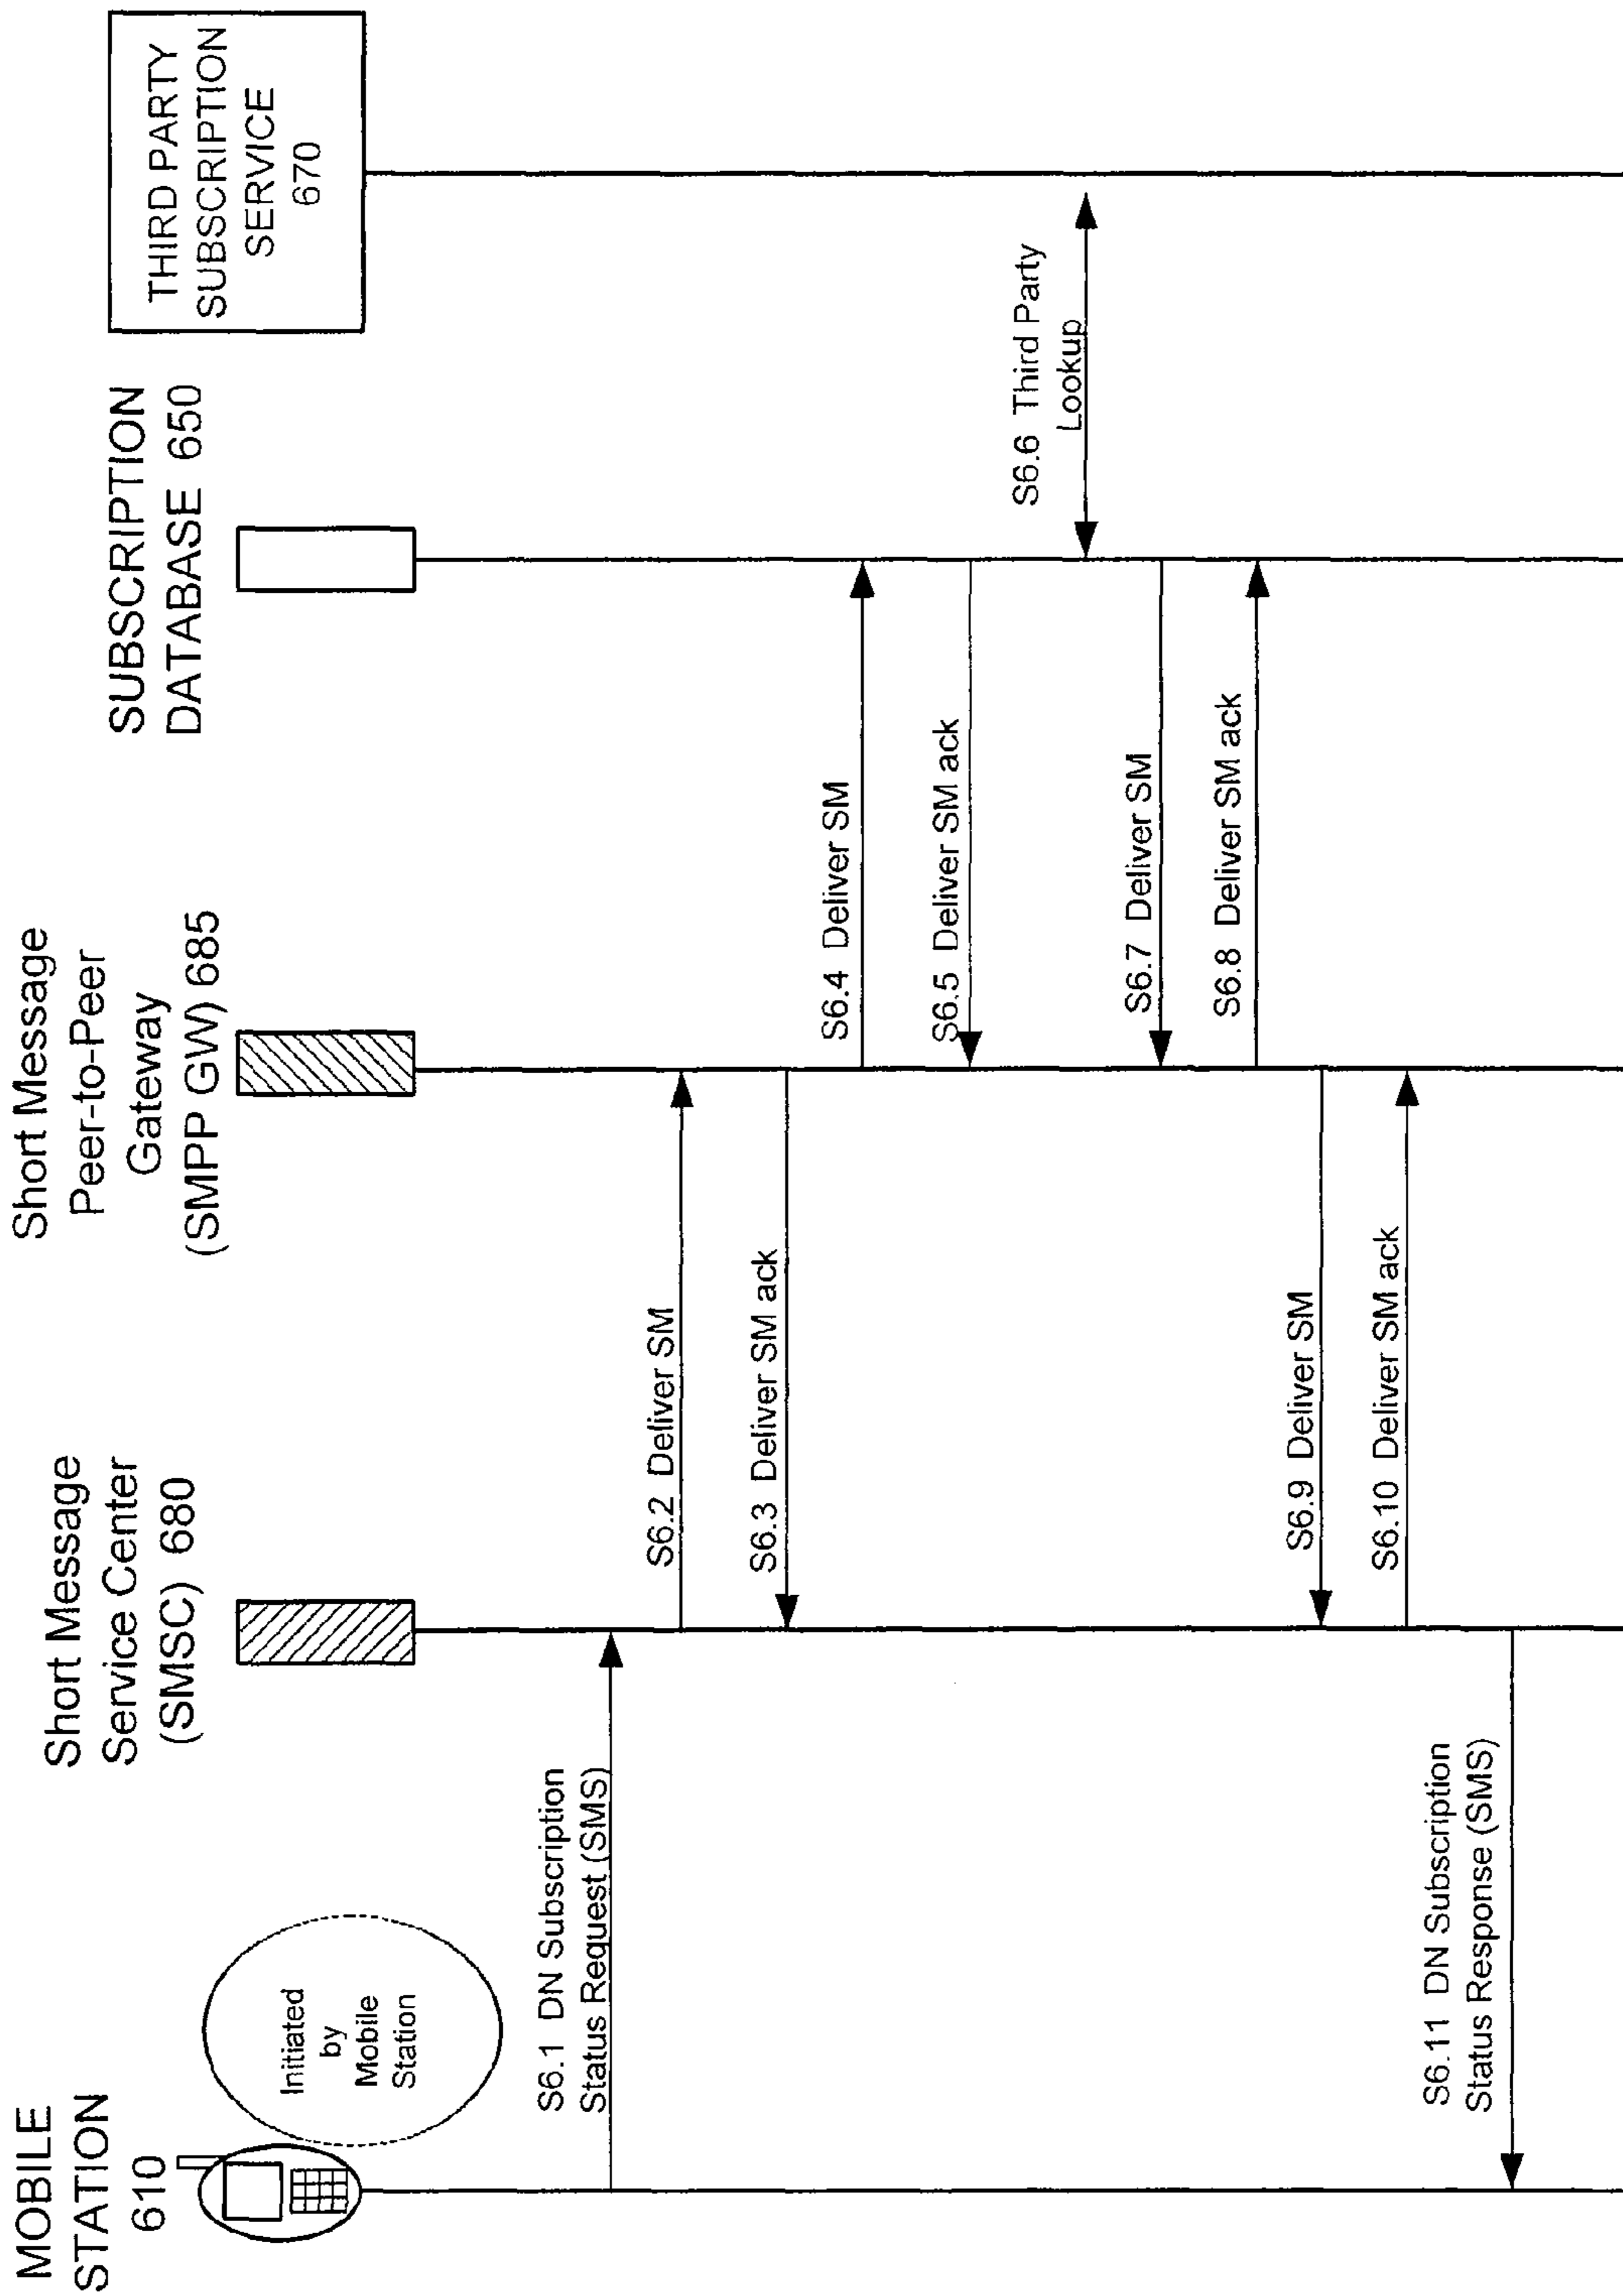 MOBILE
STATION
610
Short Message
Service Center
(SMSC) 680
Short Message
Peer-to-Peer
Gateway
(SMPP GW) 685
SUBSCRIPTION
DATABASE 650
THIRD PARTY
SUBSCRIPTION
SERVICE
670
Initiated
by
Mobile
Station
S6.1 DN Subscription
Status Request (SMS)
S6.2 Deliver SM
S6.3 Deliver SM ack
S6.4 Deliver SM
S6.5 Deliver SM ack
S6.6 Third Party
Lookup
S6.7 Deliver SM
S6.8 Deliver SM ack
S6.9 Deliver SM
S6.10 Deliver SM ack
S6.11 DN Subscription
Status Response (SMS)